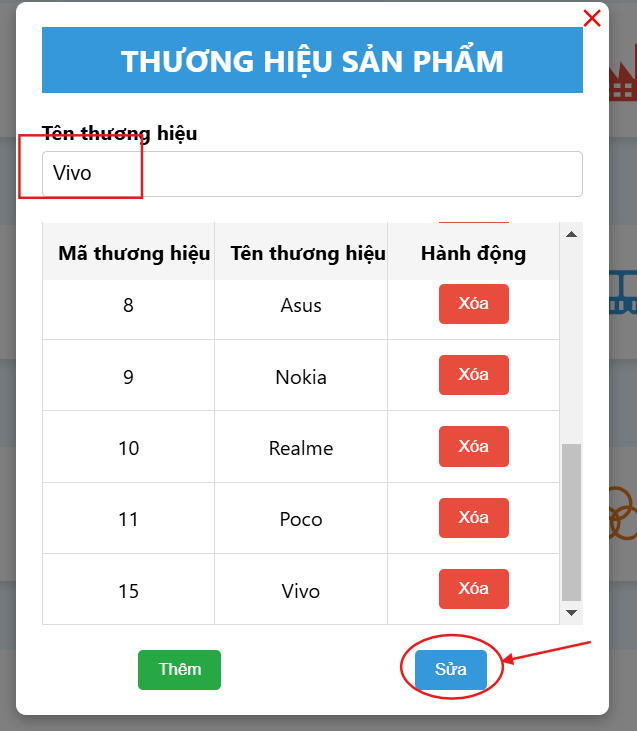 THƯƠNG HIỆU SẢN PHẨM
Tên thương hiệu
Vivo
Mã thương hiệu Tên thương hiệu Hành động
8 Asus Xóa
9 Nokia Xóa
10 Realme Xóa
11 Poco Xóa
15 Vivo Xóa
Thêm Sửa